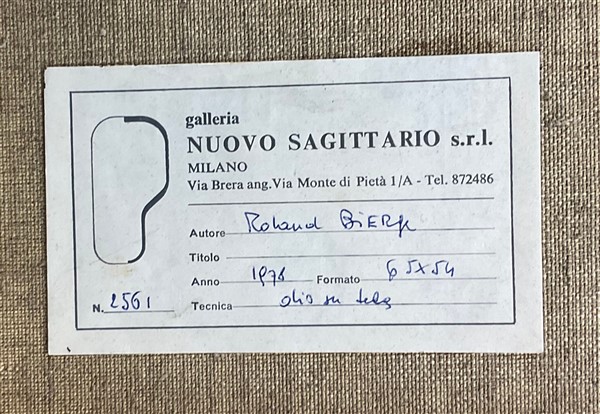 galleria
NUOVO SAGITTARIO s.r.l.
MILANO
Via Brera ang. Via Monte di Pietà 1/A - Tel. 872486
Autore Roland BIERGE
Titolo
Anno 1978 Formato 65x54
N. 2561 Tecnica olio su tela